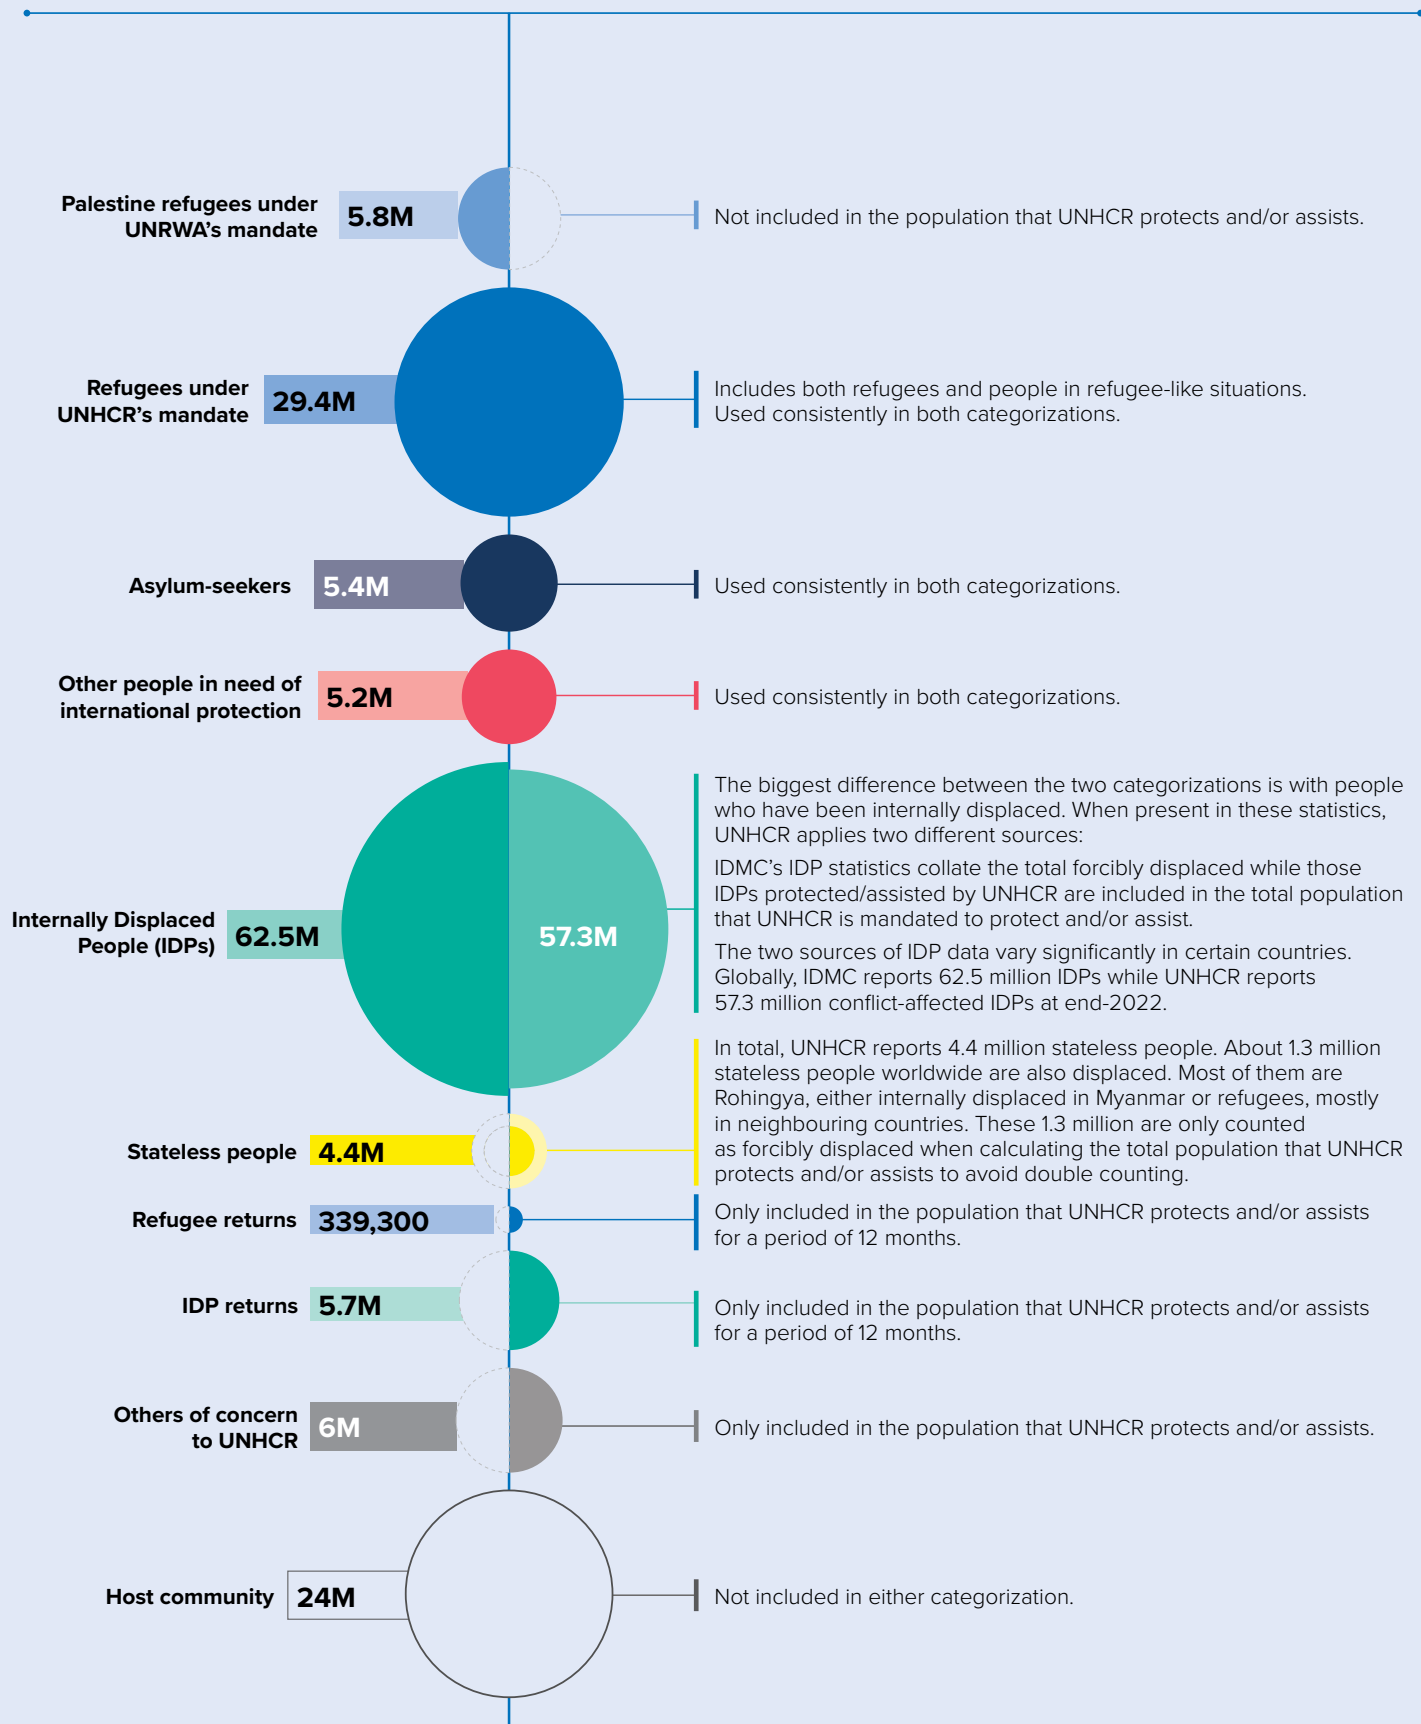 Palestine refugees under
UNRWA’s mandate
5.8M
Not included in the population that UNHCR protects and/or assists.
Refugees under
UNHCR’s mandate
29.4M
Includes both refugees and people in refugee-like situations.
Used consistently in both categorizations.
Asylum-seekers
5.4M
Used consistently in both categorizations.
Other people in need of
international protection
5.2M
Used consistently in both categorizations.
Internally Displaced
People (IDPs)
62.5M
57.3M
The biggest difference between the two categorizations is with people
who have been internally displaced. When present in these statistics,
UNHCR applies two different sources:
IDMC’s IDP statistics collate the total forcibly displaced while those
IDPs protected/assisted by UNHCR are included in the total population
that UNHCR is mandated to protect and/or assist.
The two sources of IDP data vary significantly in certain countries.
Globally, IDMC reports 62.5 million IDPs while UNHCR reports
57.3 million conflict-affected IDPs at end-2022.
Stateless people
4.4M
In total, UNHCR reports 4.4 million stateless people. About 1.3 million
stateless people worldwide are also displaced. Most of them are
Rohingya, either internally displaced in Myanmar or refugees, mostly
in neighbouring countries. These 1.3 million are only counted
as forcibly displaced when calculating the total population that UNHCR
protects and/or assists to avoid double counting.
Refugee returns
339,300
Only included in the population that UNHCR protects and/or assists
for a period of 12 months.
IDP returns
5.7M
Only included in the population that UNHCR protects and/or assists
for a period of 12 months.
Others of concern
to UNHCR
6M
Only included in the population that UNHCR protects and/or assists.
Host community
24M
Not included in either categorization.